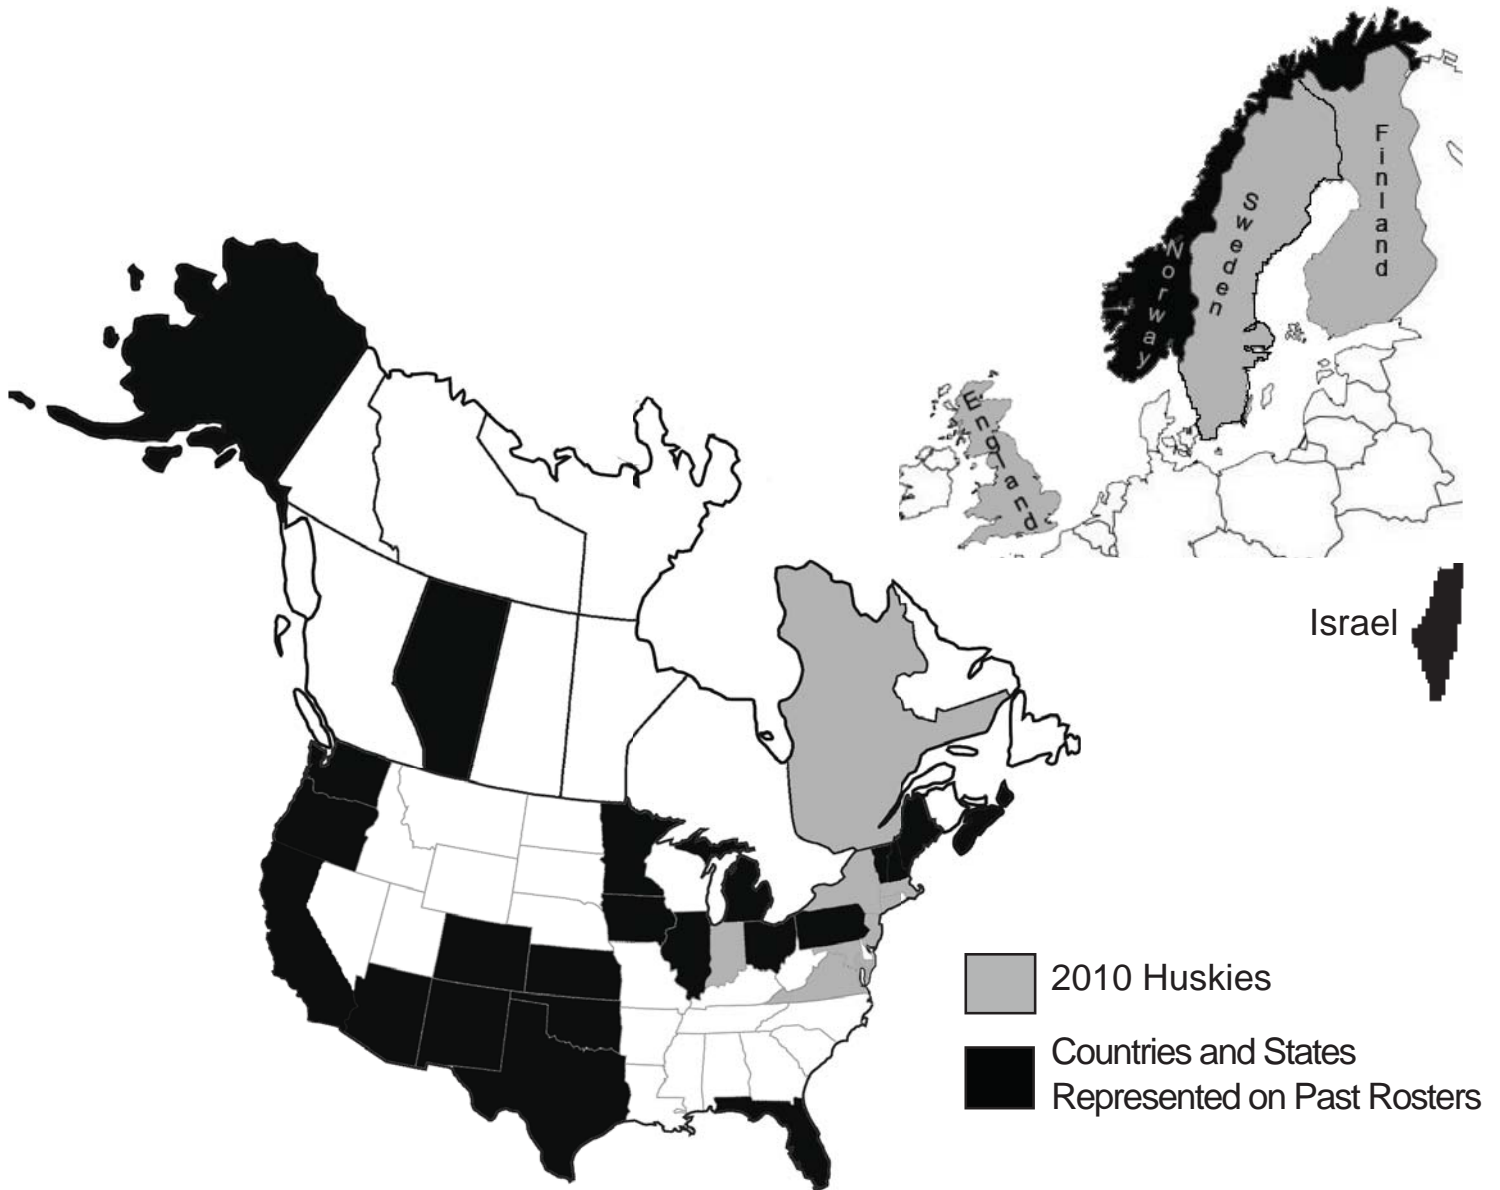 Finland
Sweden
Norway
England
Israel
2010 Huskies
Countries and States
Represented on Past Rosters